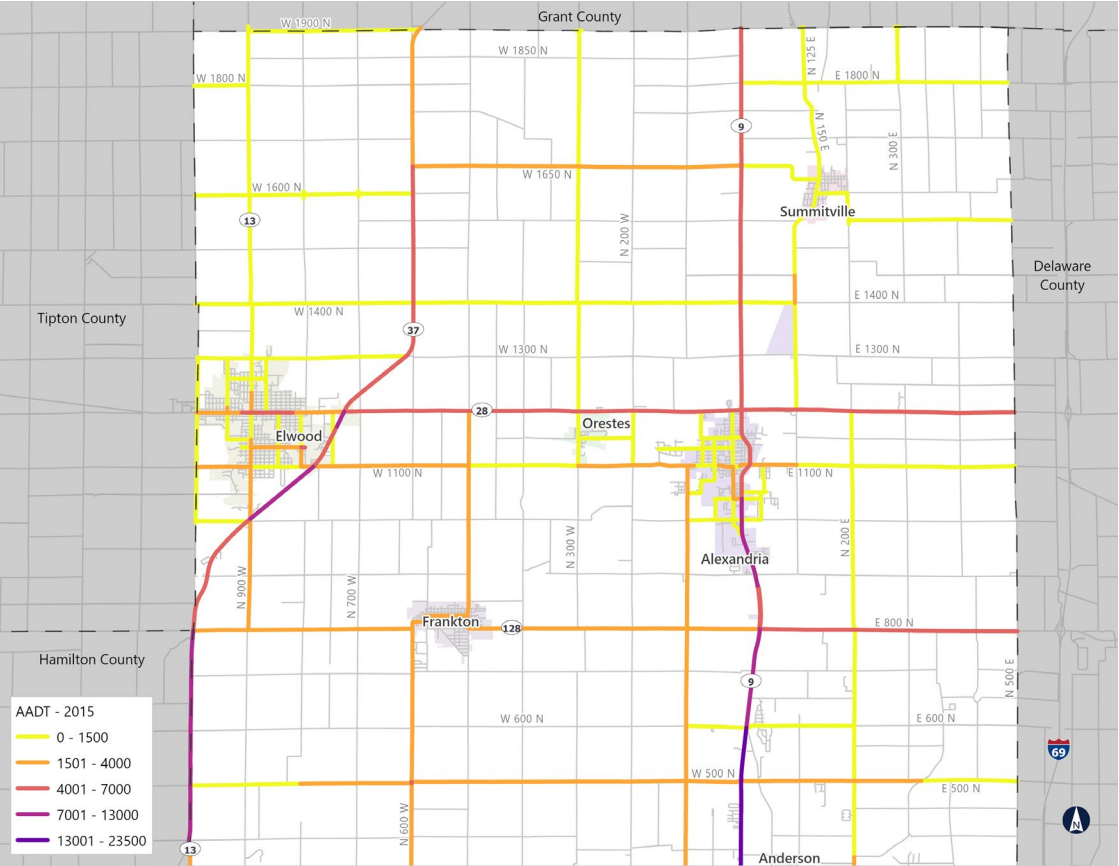 Grant County
W 1900 N
W 1850 N
N 125 E
W 1800 N
E 1800 N
9
N 150 E
N 300 E
W 1650 N
W 1600 N
Summitville
13
N 200 W
Delaware
County
E 1400 N
W 1400 N
Tipton County
37
W 1300 N
E 1300 N
28
Orestes
Elwood
W 1100 N
E 1100 N
N 300 W
N 200 E
Alexandria
N 900 W
N 700 W
Frankton
128
E 800 N
Hamilton County
N 500 E
9
AADT - 2015
0 - 1500
1501 - 4000
4001 - 7000
7001 - 13000
13001 - 23500
W 600 N
E 600 N
69
W 500 N
E 500 N
N 600 W
N
13
Anderson